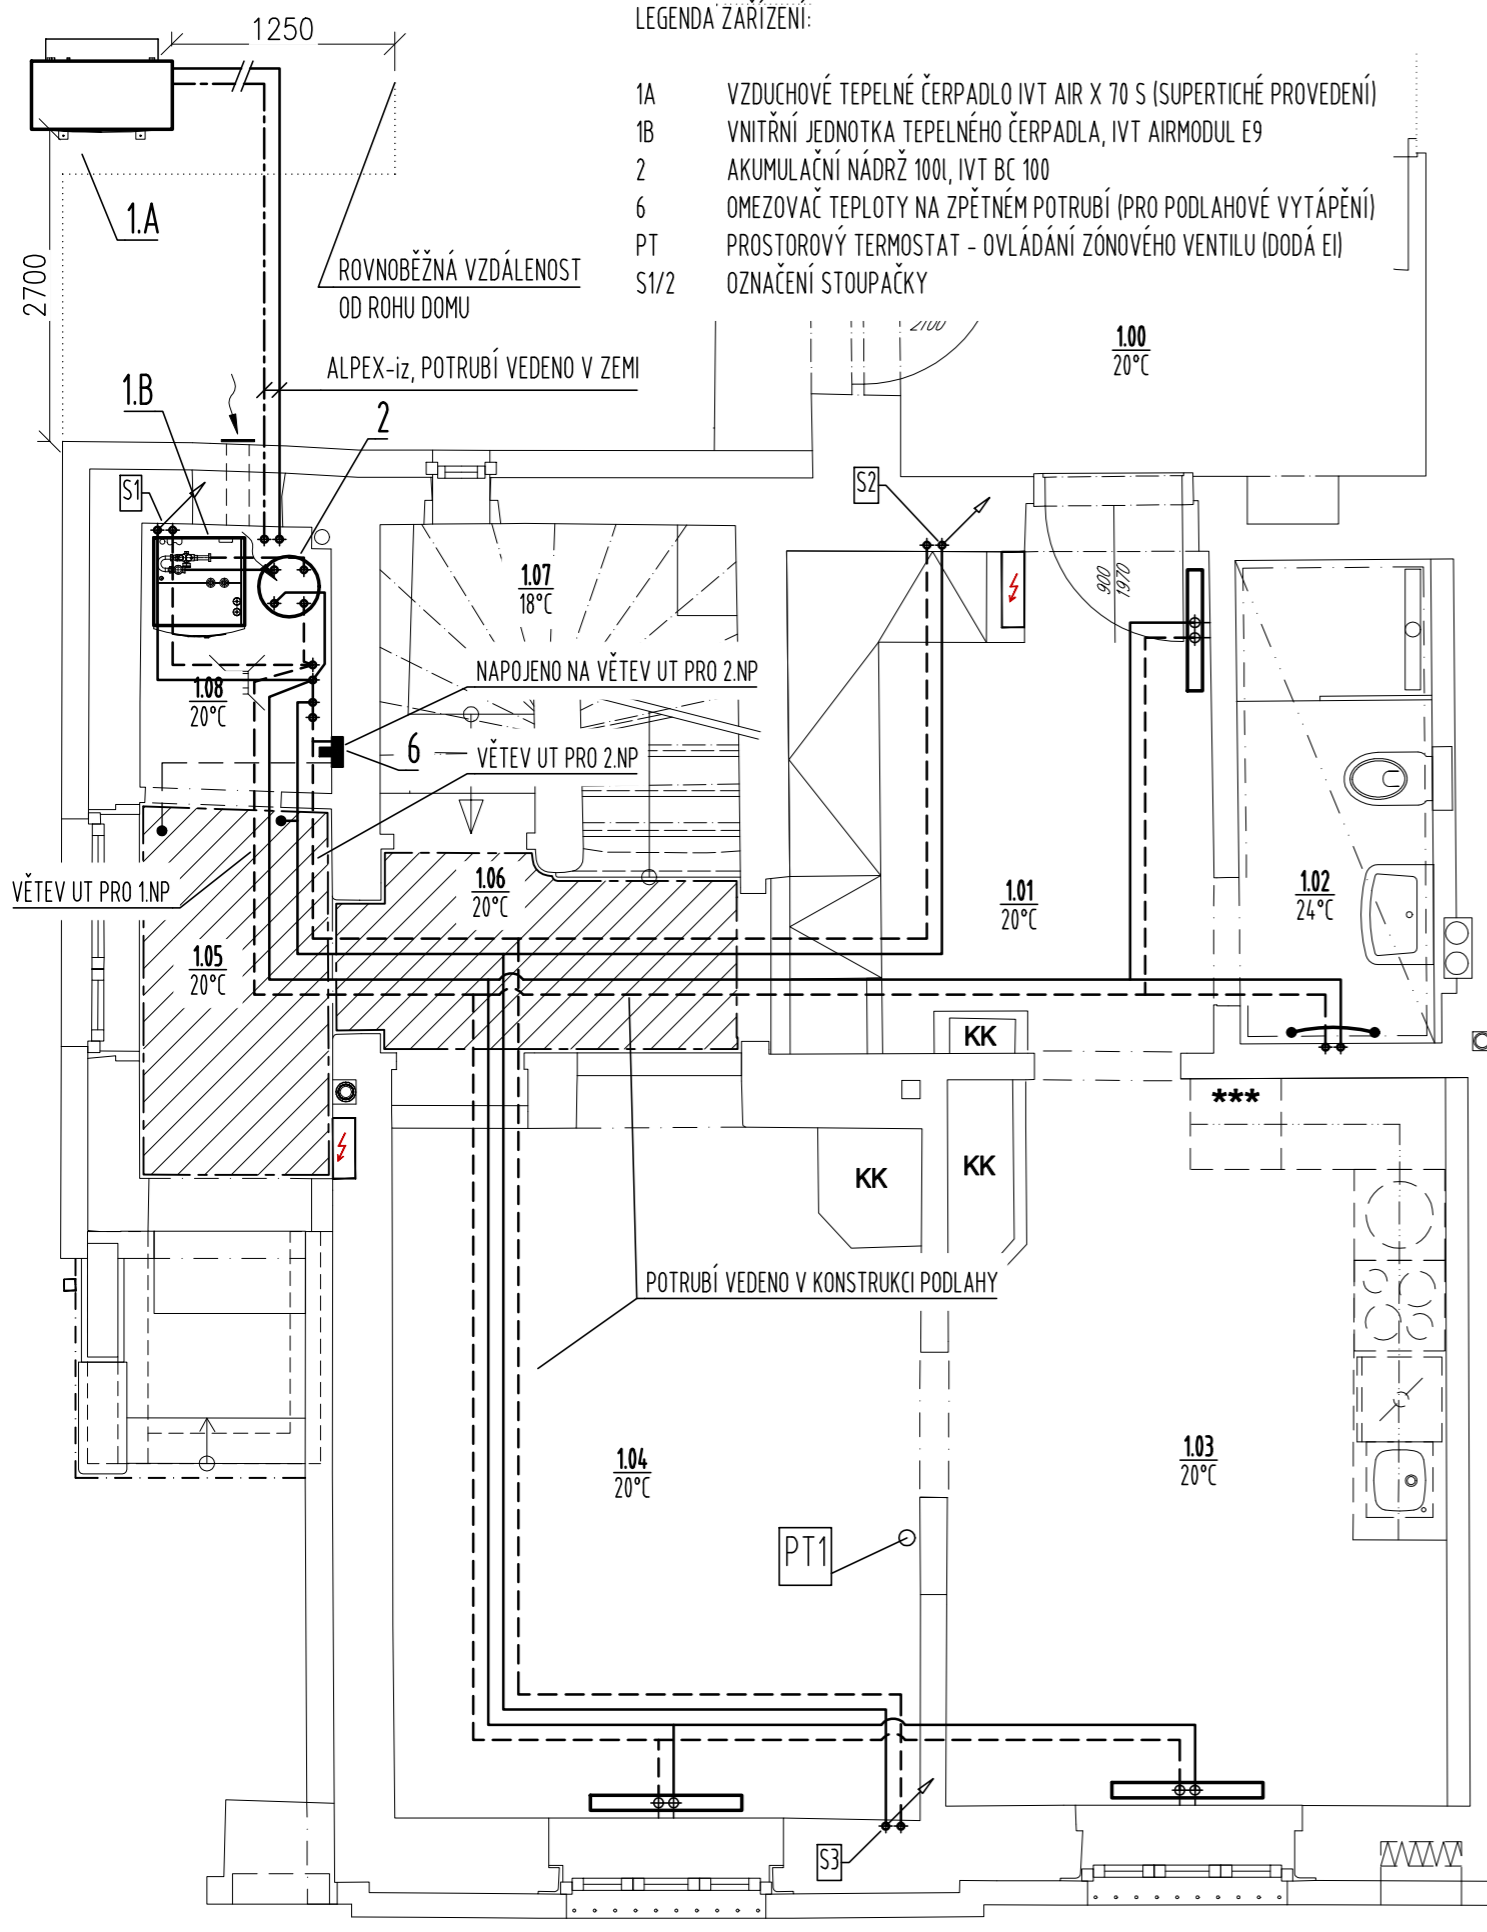 LEGENDA ZAŘÍZENÍ:
1A VZDUCHOVÉ TEPELNÉ ČERPADLO IVT AIR X 70 S (SUPERTICHÉ PROVEDENÍ)
1B VNITŘNÍ JEDNOTKA TEPELNÉHO ČERPADLA, IVT AIRMODUL E9
2 AKUMULAČNÍ NÁDRŽ 100l, IVT BC 100
6 OMEZOVAČ TEPLOTY NA ZPĚTNÉM POTRUBÍ (PRO PODLAHOVÉ VYTÁPĚNÍ)
PT PROSTOROVÝ TERMOSTAT - OVLÁDÁNÍ ZÓNOVÉHO VENTILU (DODÁ EI)
S1/2 OZNAČENÍ STOUPAČKY
1250
1.A
2700
ROVNOBĚŽNÁ VZDÁLENOST
OD ROHU DOMU
2100
1.00
20°C
ALPEX-iz, POTRUBÍ VEDENO V ZEMI
1.B
2
S1
S2
1.07
18°C
900
1970
NAPOJENO NA VĚTEV UT PRO 2.NP
1.08
20°C
6
VĚTEV UT PRO 2.NP
VĚTEV UT PRO 1.NP
1.06
20°C
1.01
20°C
1.02
24°C
1.05
20°C
KK
***
KK
KK
POTRUBÍ VEDENO V KONSTRUKCI PODLAHY
1.04
20°C
1.03
20°C
PT1
S3